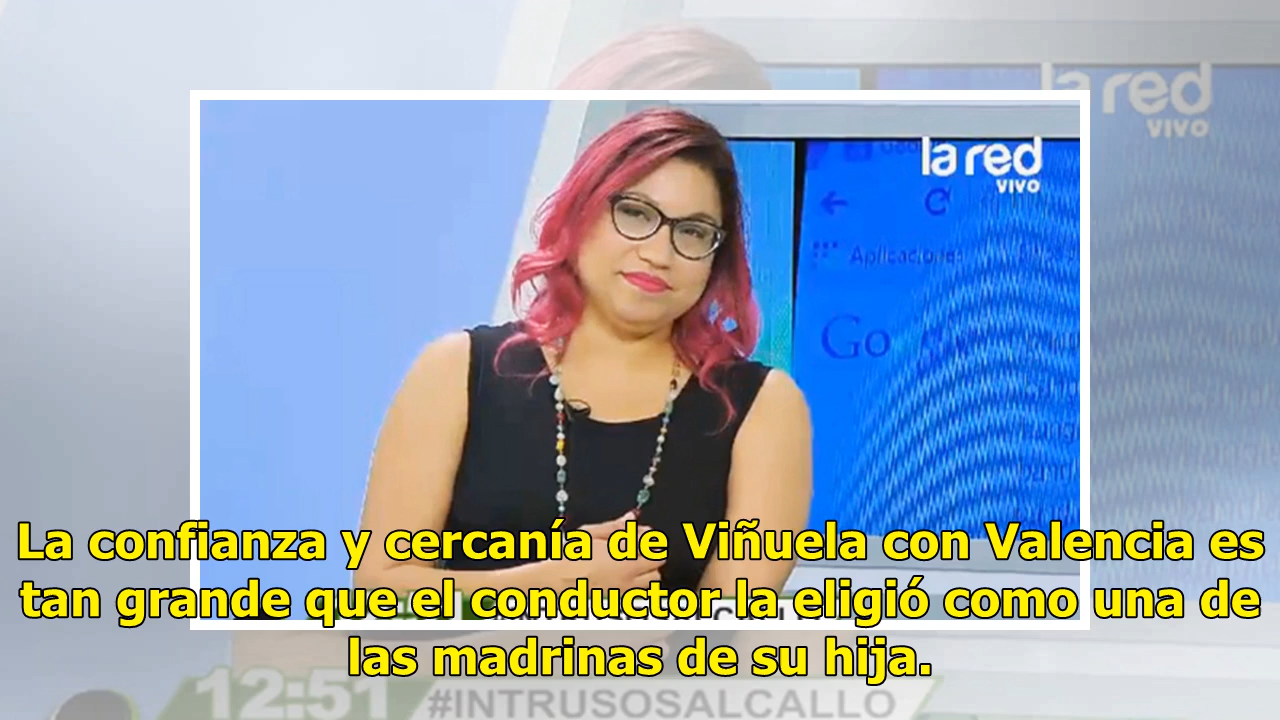 la red
VIVO
la red
VIVO
Aplicaciones
Go
La confianza y cercanía de Viñuela con Valencia es
tan grande que el conductor la eligió como una de
las madrinas de su hija.
12:51
#INTRUSOSALCALLO